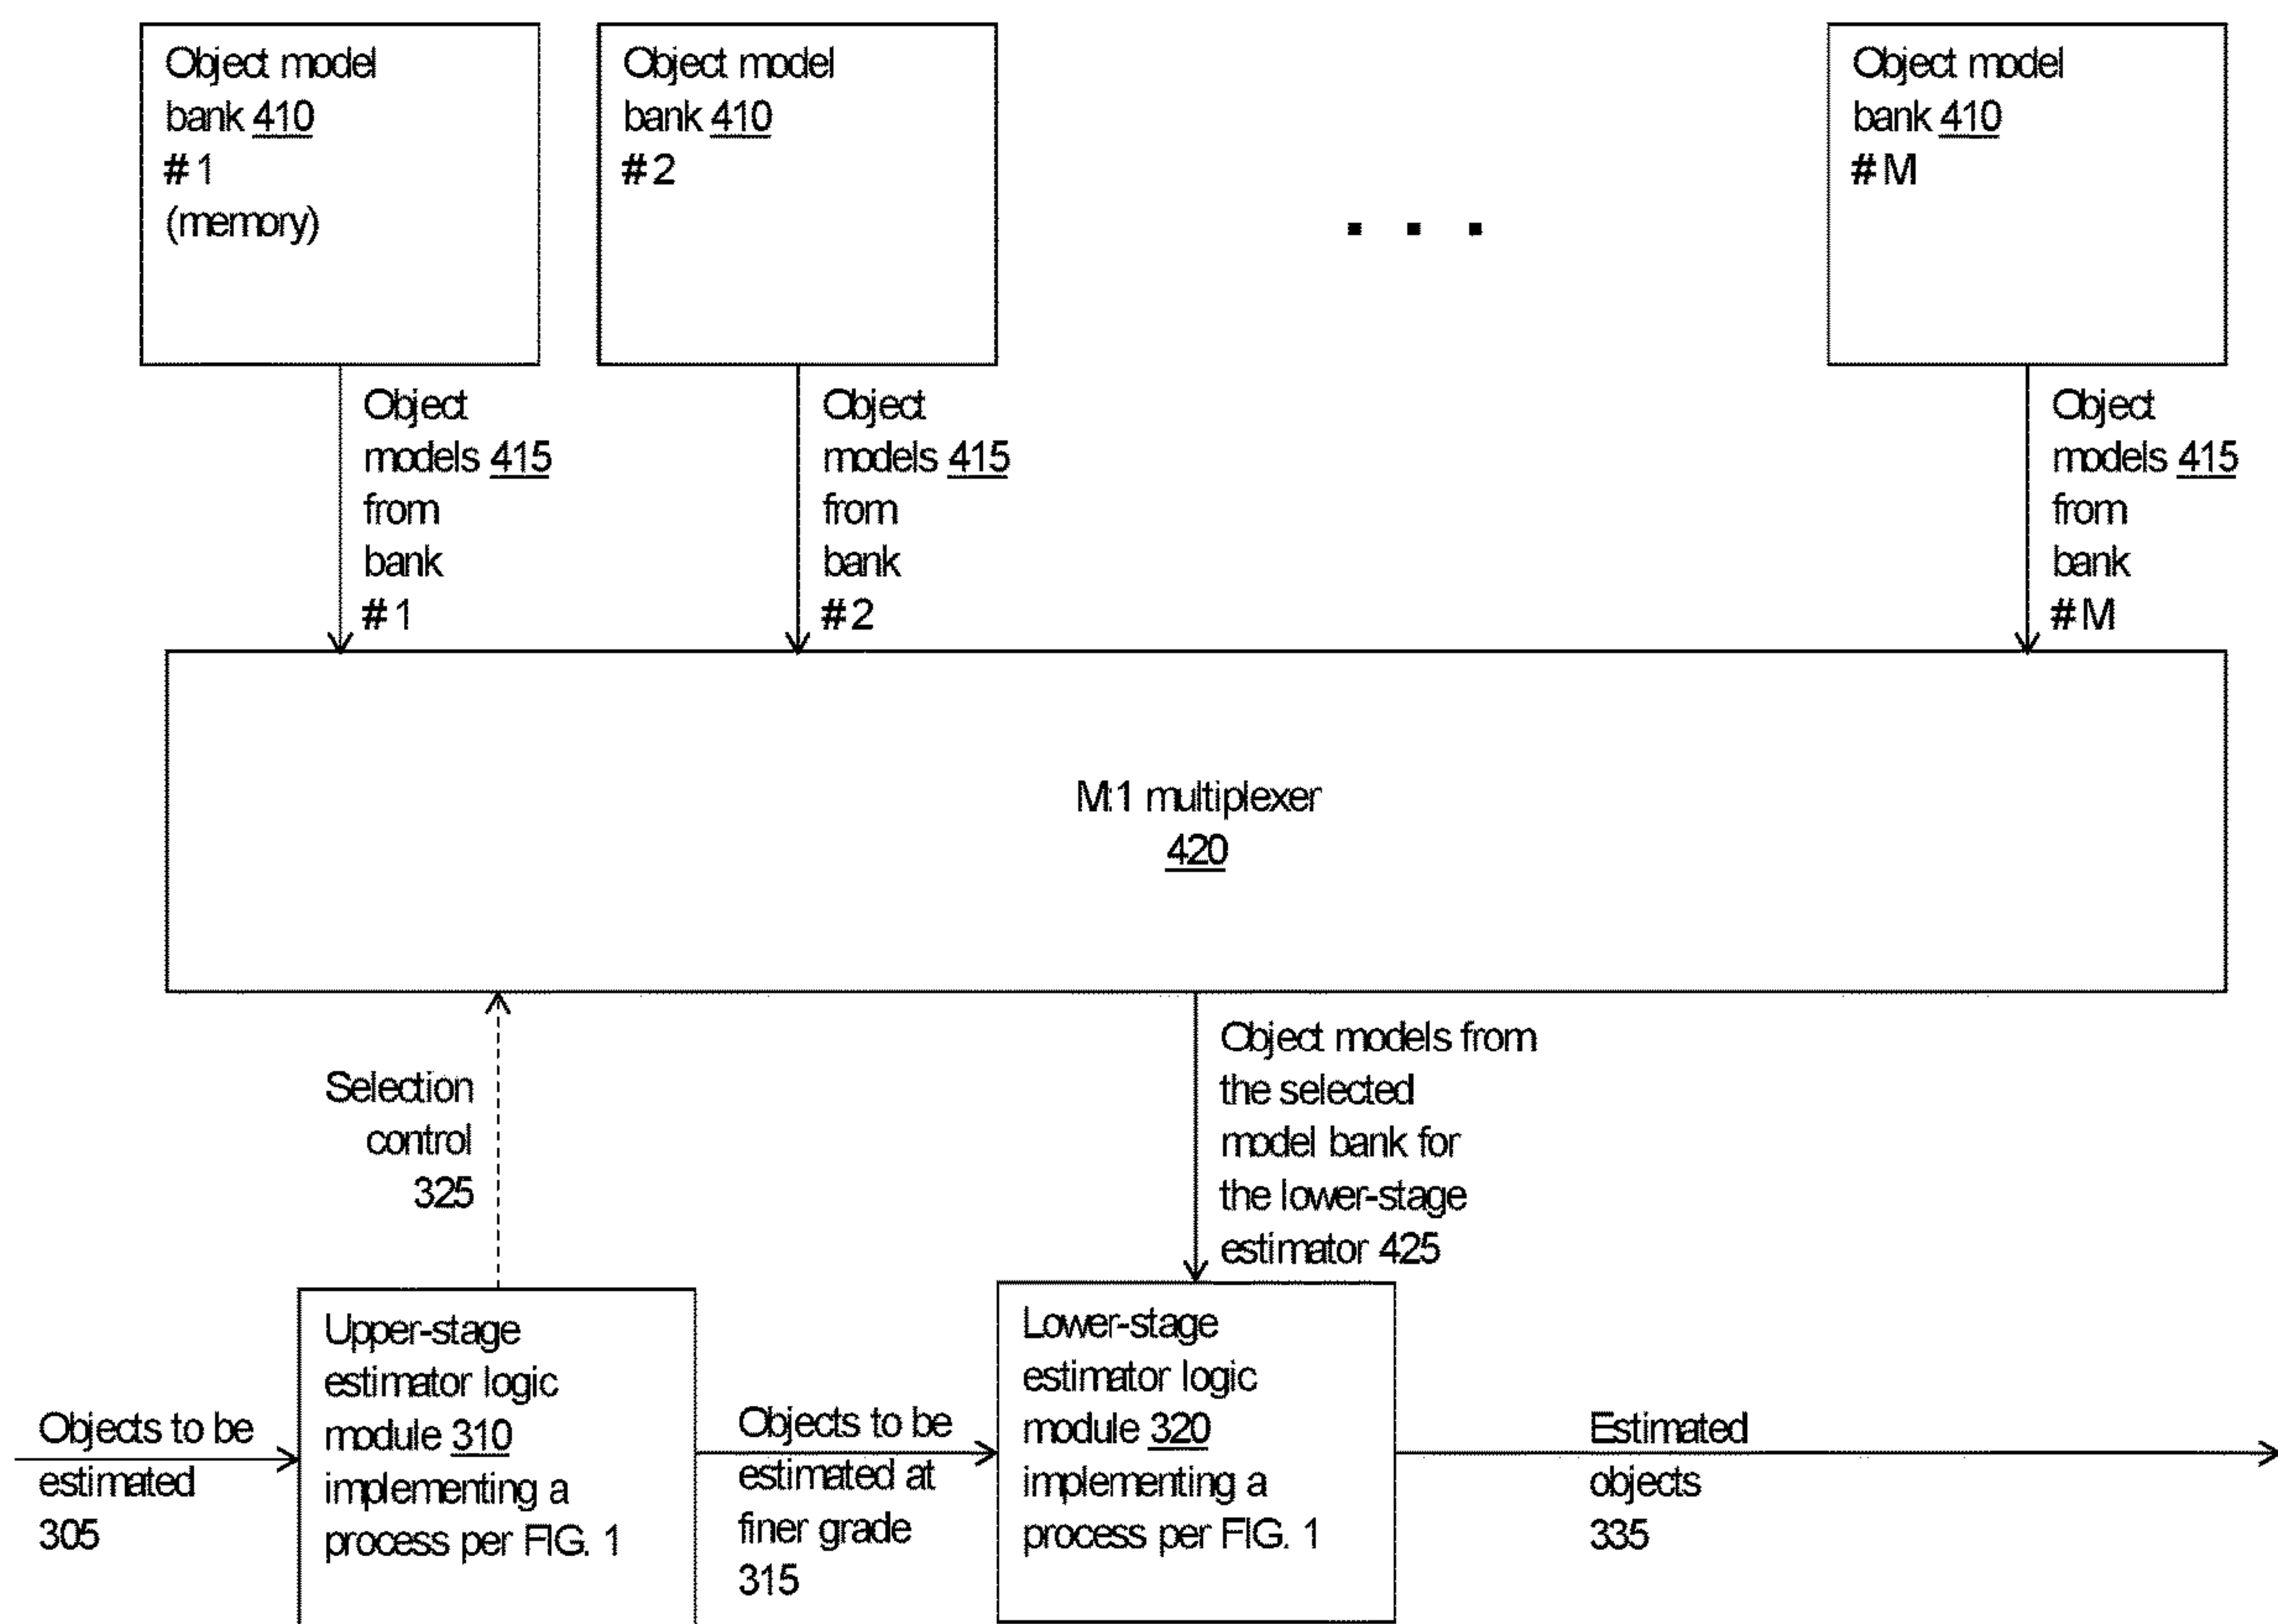 Object model
bank 410
#1
(memory)
Object model
bank 410
#2
. . .
Object model
bank 410
#M
Object
models 415
from
bank
#1
Object
models 415
from
bank
#2
Object
models 415
from
bank
#M
M:1 multiplexer
420
Selection
control
325
Object models from
the selected
model bank for
the lower-stage
estimator 425
Objects to be
estimated
305
Upper-stage
estimator logic
module 310
implementing a
process per FIG. 1
Objects to be
estimated at
finer grade
315
Lower-stage
estimator logic
module 320
implementing a
process per FIG. 1
Estimated
objects
335